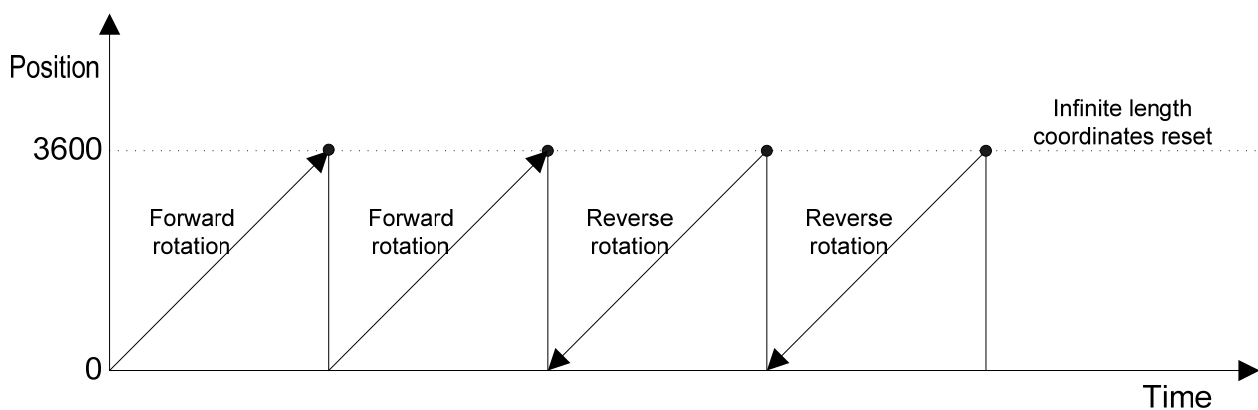 Position
Infinite length
coordinates reset
3600
Forward
rotation
Forward
rotation
Reverse
rotation
Reverse
rotation
0
Time